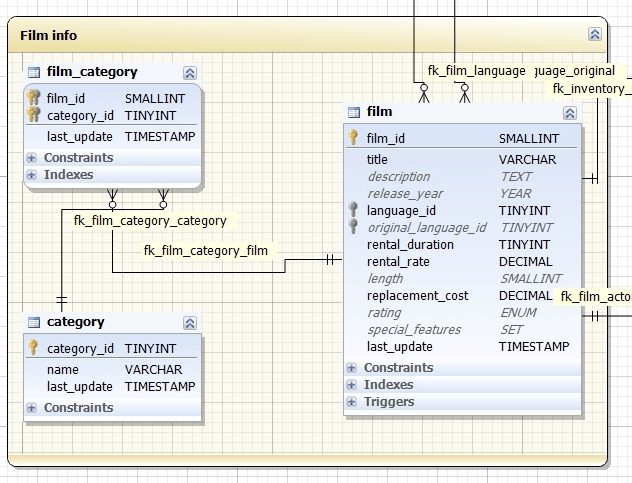 Film info
film_category
film_id SMALLINT
category_id TINYINT
last_update TIMESTAMP
Constraints
Indexes
fk_film_category_category
fk_film_category_film
category
category_id TINYINT
name VARCHAR
last_update TIMESTAMP
Constraints
fk_film_language
uage_original
fk_inventory_
film
film_id SMALLINT
title VARCHAR
description TEXT
release_year YEAR
language_id TINYINT
original_language_id TINYINT
rental_duration TINYINT
rental_rate DECIMAL
length SMALLINT
replacement_cost DECIMAL
fk_film_acto
rating ENUM
special_features SET
last_update TIMESTAMP
Constraints
Indexes
Triggers